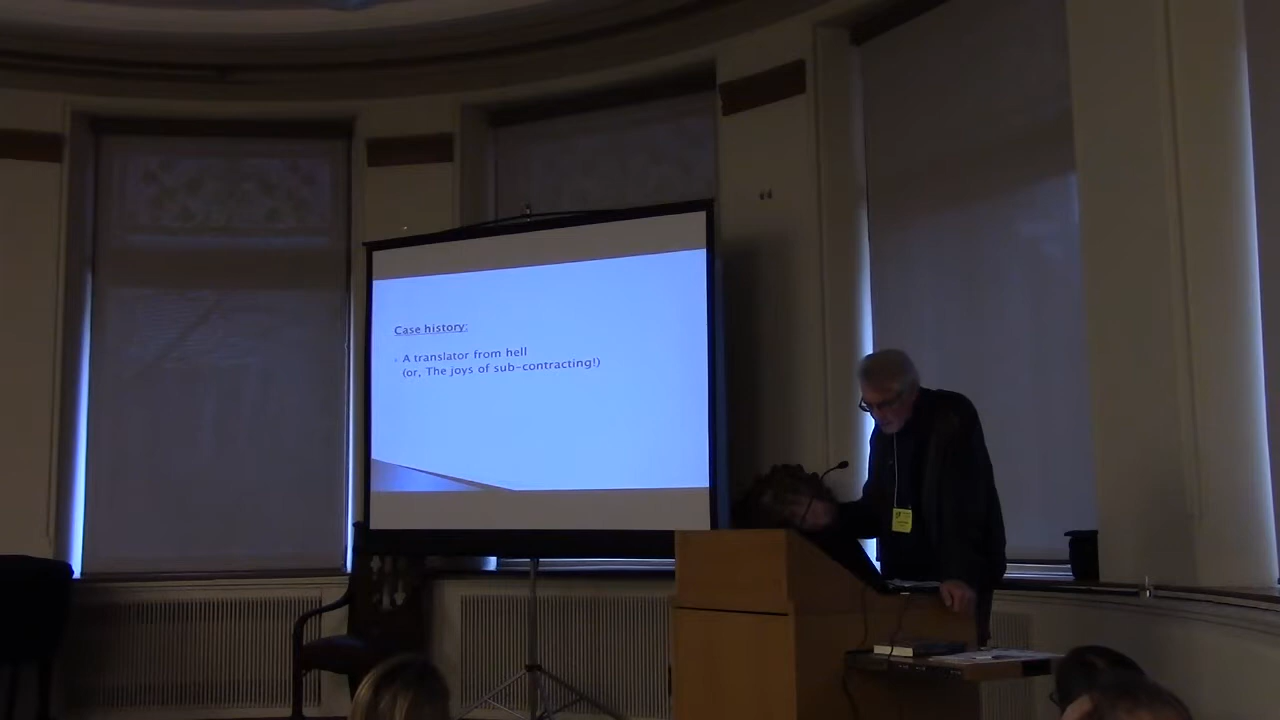 Case history:
A translator from hell
(or, The joys of sub-contracting!)